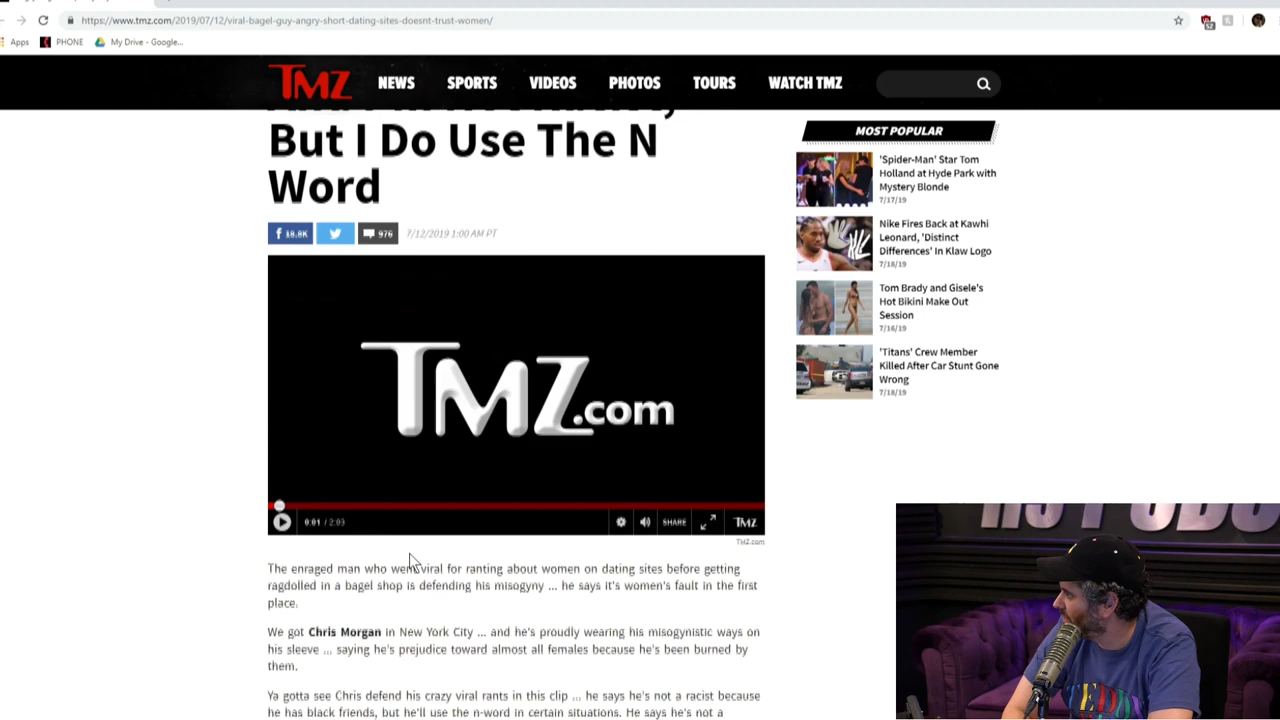 https://www.tmz.com/2019/07/12/viral-bagel-guy-angry-short-dating-sites-doesnt-trust-women/
Apps PHONE My Drive - Google...
TMZ NEWS SPORTS VIDEOS PHOTOS TOURS WATCH TMZ
But I Do Use The N
Word
18.8K 976 7/12/2019 1:00 AM PT
TMZ.com
0:01 / 2:03 SHARE TMZ
TMZ.com
The enraged man who went viral for ranting about women on dating sites before getting
ragdolled in a bagel shop is defending his misogyny ... he says it's women's fault in the first
place.
We got Chris Morgan in New York City ... and he's proudly wearing his misogynistic ways on
his sleeve ... saying he's prejudice toward almost all females because he's been burned by
them.
Ya gotta see Chris defend his crazy viral rants in this clip ... he says he's not a racist because
he has black friends, but he'll use the n-word in certain situations. He says he's not a
MOST POPULAR
'Spider-Man' Star Tom
Holland at Hyde Park with
Mystery Blonde
7/17/19
Nike Fires Back at Kawhi
Leonard, 'Distinct
Differences' In Klaw Logo
7/18/19
Tom Brady and Gisele's
Hot Bikini Make Out
Session
7/16/19
'Titans' Crew Member
Killed After Car Stunt Gone
Wrong
7/18/19